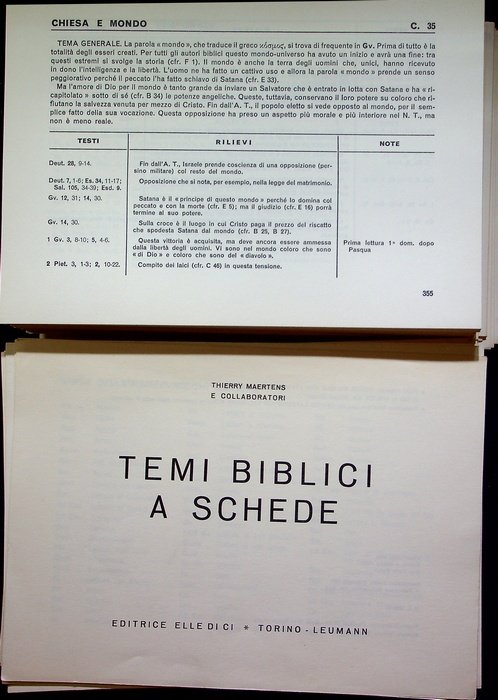 CHIESA E MONDO C. 35
TEMA GENERALE. La parola « mondo », che traduce il greco κόσμος, si trova di frequente in Gv. Prima di tutto è la
totalità degli esseri creati. Per tutti gli autori biblici questo mondo-universo ha avuto un inizio e avrà una fine: tra
questi estremi si svolge la storia (cfr. F 1). Il mondo è anche la terra degli uomini che, unici, hanno ricevuto
in dono l'intelligenza e la libertà. L'uomo ne ha fatto un cattivo uso e allora la parola « mondo » prende un senso
peggiorativo perché il peccato l'ha fatto schiavo di Satana (cfr. E 33).
Ma l'amore di Dio per il mondo è tanto grande da inviare un Salvatore che è entrato in lotta con Satana e ha « ri-
capitolato » sotto di sé (cfr. B 34) le potenze angeliche. Queste, tuttavia, conservano il loro potere su coloro che ri-
fiutano la salvezza venuta per mezzo di Cristo. Fin dall'A. T., il popolo eletto si vede opposto al mondo, per il sem-
plice fatto della sua vocazione. Questa opposizione ha preso un aspetto più morale e più interiore nel N. T., ma
non è meno reale.
TESTI RILIEVI NOTE
Deut. 28, 9-14. Fin dall'A. T., Israele prende coscienza di una opposizione (per-
sino militare) col resto del mondo.
Deut. 7, 1-6; Es. 34, 11-17; Opposizione che si nota, per esempio, nella legge del matrimonio.
Sal. 105, 34-39; Esd. 9.
Gv. 12, 31; 14, 30. Satana è il « principe di questo mondo » perché lo domina col
peccato e con la morte (cfr. E 5); ma il giudizio (cfr. E 16) porrà
termine al suo potere.
Gv. 14, 30. Sulla croce è il luogo in cui Cristo paga il prezzo del riscatto
che spodesta Satana dal mondo (cfr. B 25, B 27).
1 Gv. 3, 8-10; 5, 4-6. Questa vittoria è acquisita, ma deve ancora essere ammessa Prima lettura 1ª dom. dopo
dalla libertà degli uomini. Vi sono nel mondo coloro che sono Pasqua
« di Dio » e coloro che sono del « diavolo ».
2 Piet. 3, 1-3; 2, 10-22. Compito dei laici (cfr. C 46) in questa tensione.
355
THIERRY MAERTENS
E COLLABORATORI
TEMI BIBLICI
A SCHEDE
EDITRICE ELLE DI CI * TORINO - LEUMANN